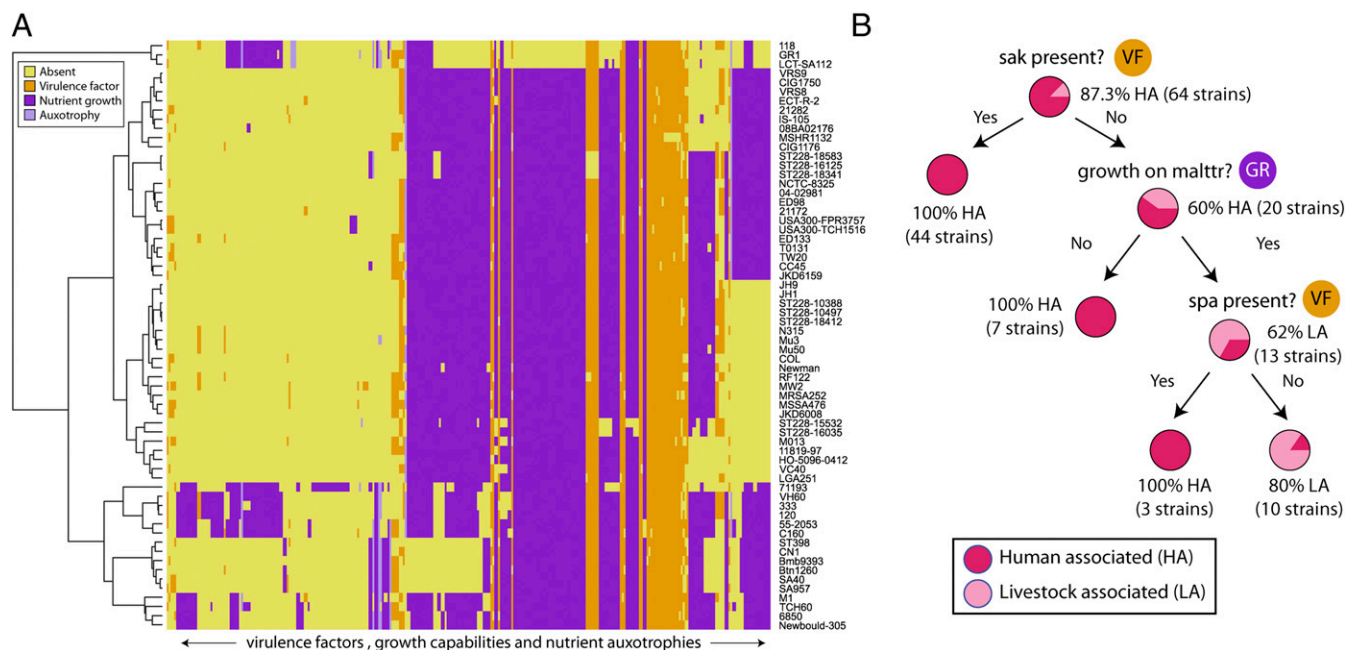 A
Absent
Virulence factor
Nutrient growth
Auxotrophy
118
GR1
LCT-SA112
VRS9
CIG1750
VRS8
ECT-R-2
21282
IS-105
08BA02176
MSHR1132
CIG1176
ST228-18583
ST228-16125
ST228-18341
NCTC-8325
04-02981
ED98
21172
USA300-FPR3757
USA300-TCH1516
ED133
T0131
TW20
CC45
JKD6159
JH9
JH1
ST228-10388
ST228-10497
ST228-18412
N315
Mu3
Mu50
COL
Newman
RF122
MW2
MRSA252
MSSA476
JKD6008
ST228-15532
ST228-16035
M013
11819-97
HO-5096-0412
VC40
LGA251
71193
VH60
333
120
55-2053
C160
ST398
CN1
Bmb9393
Btn1260
SA40
SA957
M1
TCH60
6850
Newbould-305
virulence factors , growth capabilities and nutrient auxotrophies
B
sak present? VF
87.3% HA (64 strains)
Yes No
growth on malttr? GR
100% HA
(44 strains)
60% HA (20 strains)
No Yes
100% HA
(7 strains)
spa present? VF
62% LA
(13 strains)
Yes No
100% HA
(3 strains)
80% LA
(10 strains)
Human associated (HA)
Livestock associated (LA)